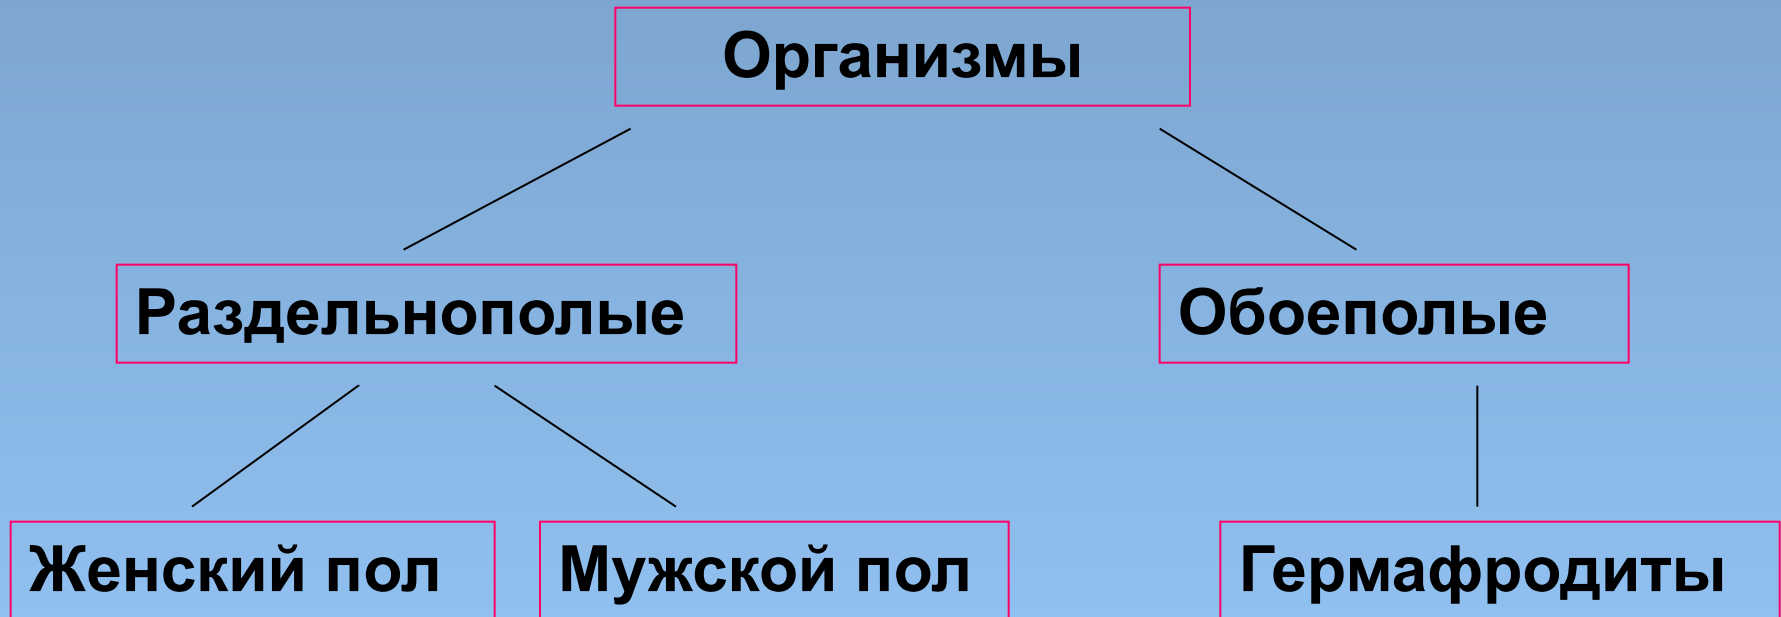 Организмы
Раздельнополые
Обоеполые
Женский пол
Мужской пол
Гермафродиты